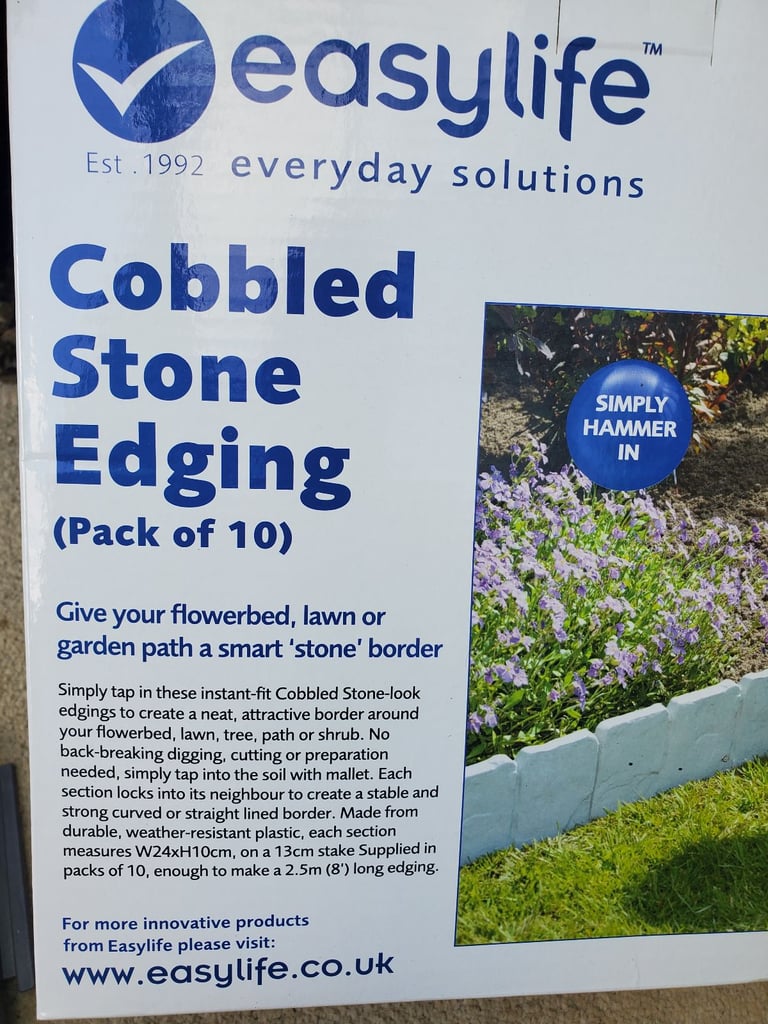 easylife™
Est .1992 everyday solutions
Cobbled
Stone
Edging
(Pack of 10)
SIMPLY
HAMMER
IN
Give your flowerbed, lawn or
garden path a smart ‘stone’ border
Simply tap in these instant-fit Cobbled Stone-look
edgings to create a neat, attractive border around
your flowerbed, lawn, tree, path or shrub. No
back-breaking digging, cutting or preparation
needed, simply tap into the soil with mallet. Each
section locks into its neighbour to create a stable and
strong curved or straight lined border. Made from
durable, weather-resistant plastic, each section
measures W24xH10cm, on a 13cm stake Supplied in
packs of 10, enough to make a 2.5m (8') long edging.
For more innovative products
from Easylife please visit:
www.easylife.co.uk